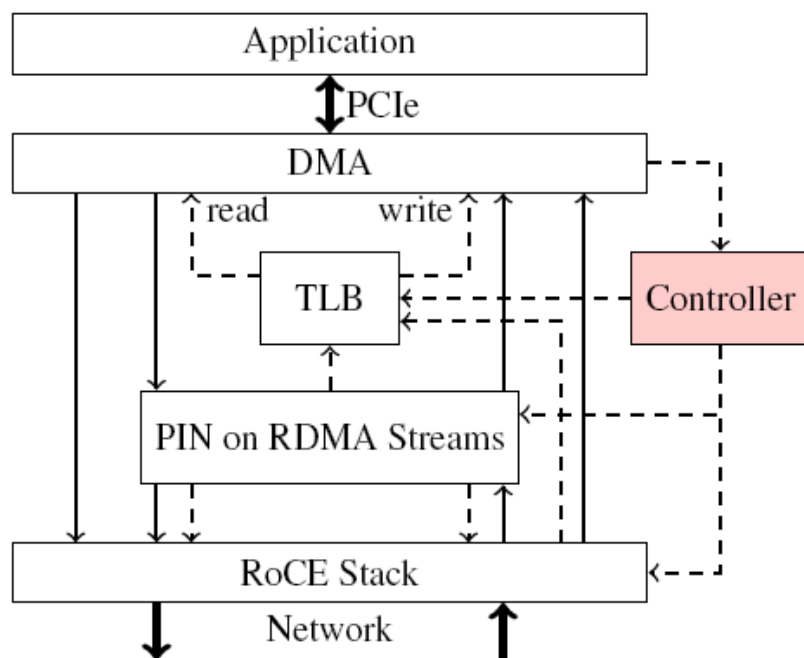 Application
PCIe
DMA
read
write
TLB
Controller
PIN on RDMA Streams
RoCE Stack
Network